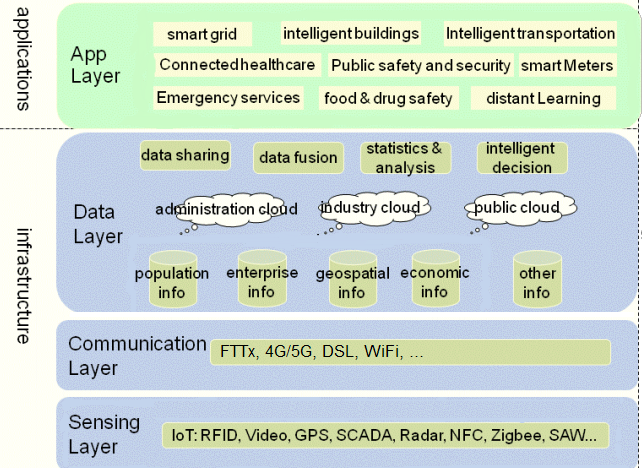 applications
App
Layer
smart grid
intelligent buildings
Intelligent transportation
Connected healthcare
Public safety and security
smart Meters
Emergency services
food & drug safety
distant Learning
infrastructure
Data
Layer
data sharing
data fusion
statistics &
analysis
intelligent
decision
administration cloud
industry cloud
public cloud
population
info
enterprise
info
geospatial
info
economic
info
other
info
Communication
Layer
FTTx, 4G/5G, DSL, WiFi, ...
Sensing
Layer
IoT: RFID, Video, GPS, SCADA, Radar, NFC, Zigbee, SAW...